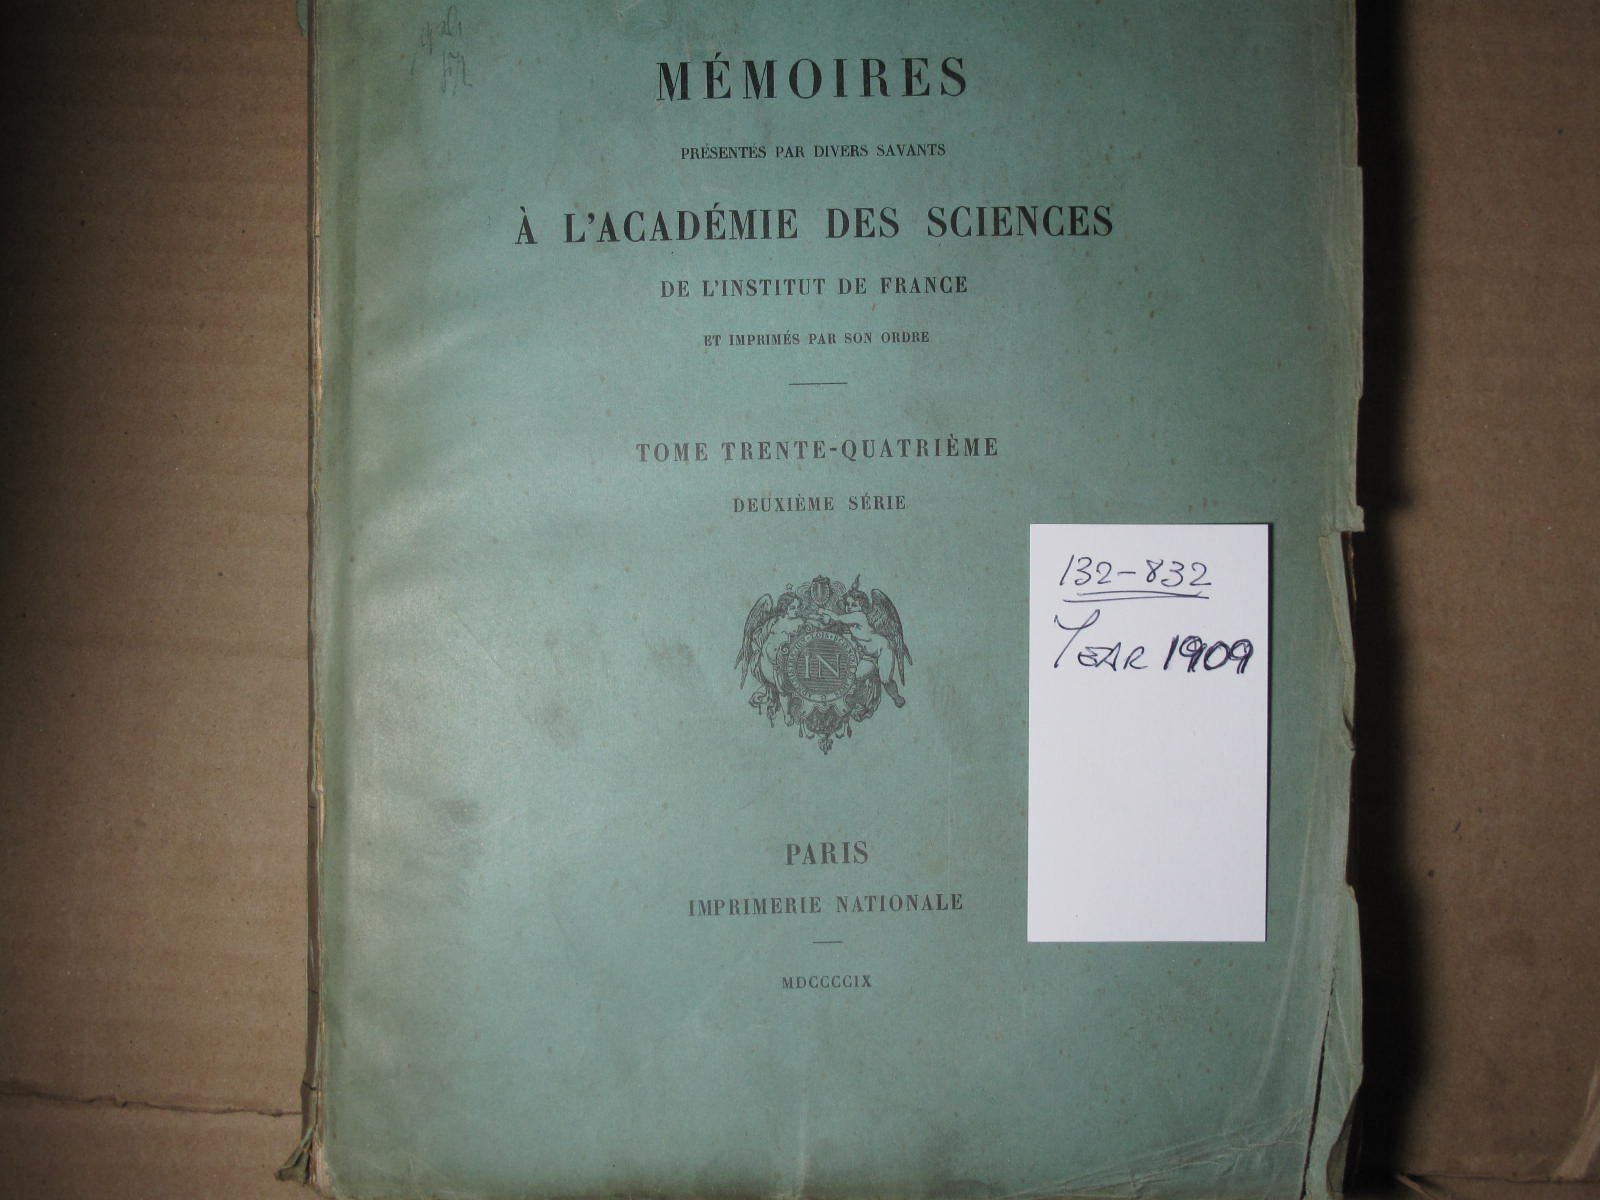 MÉMOIRES
PRÉSENTÉS PAR DIVERS SAVANTS
À L'ACADÉMIE DES SCIENCES
DE L'INSTITUT DE FRANCE
ET IMPRIMÉS PAR SON ORDRE
TOME TRENTE-QUATRIÈME
DEUXIÈME SÉRIE
IN
PARIS
IMPRIMERIE NATIONALE
MDCCCCIX
132-832
YEAR 1909